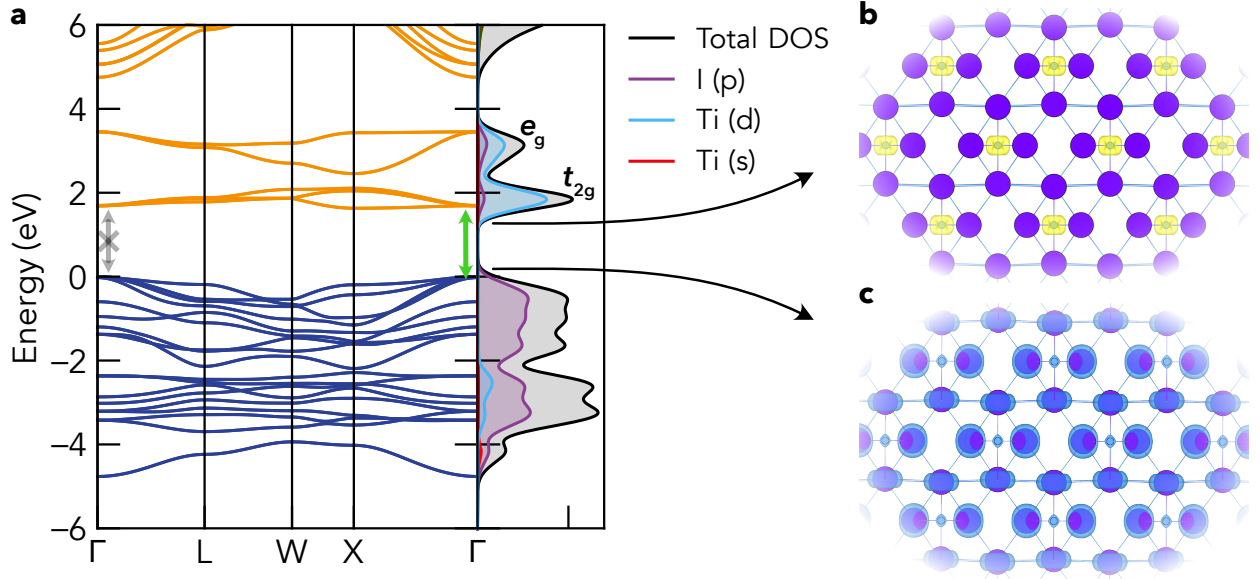 a
6
4
2
0
−2
−4
−6
Energy (eV)
Γ
L
W
X
Γ
e_g
t_2g
Total DOS
I (p)
Ti (d)
Ti (s)
b
c